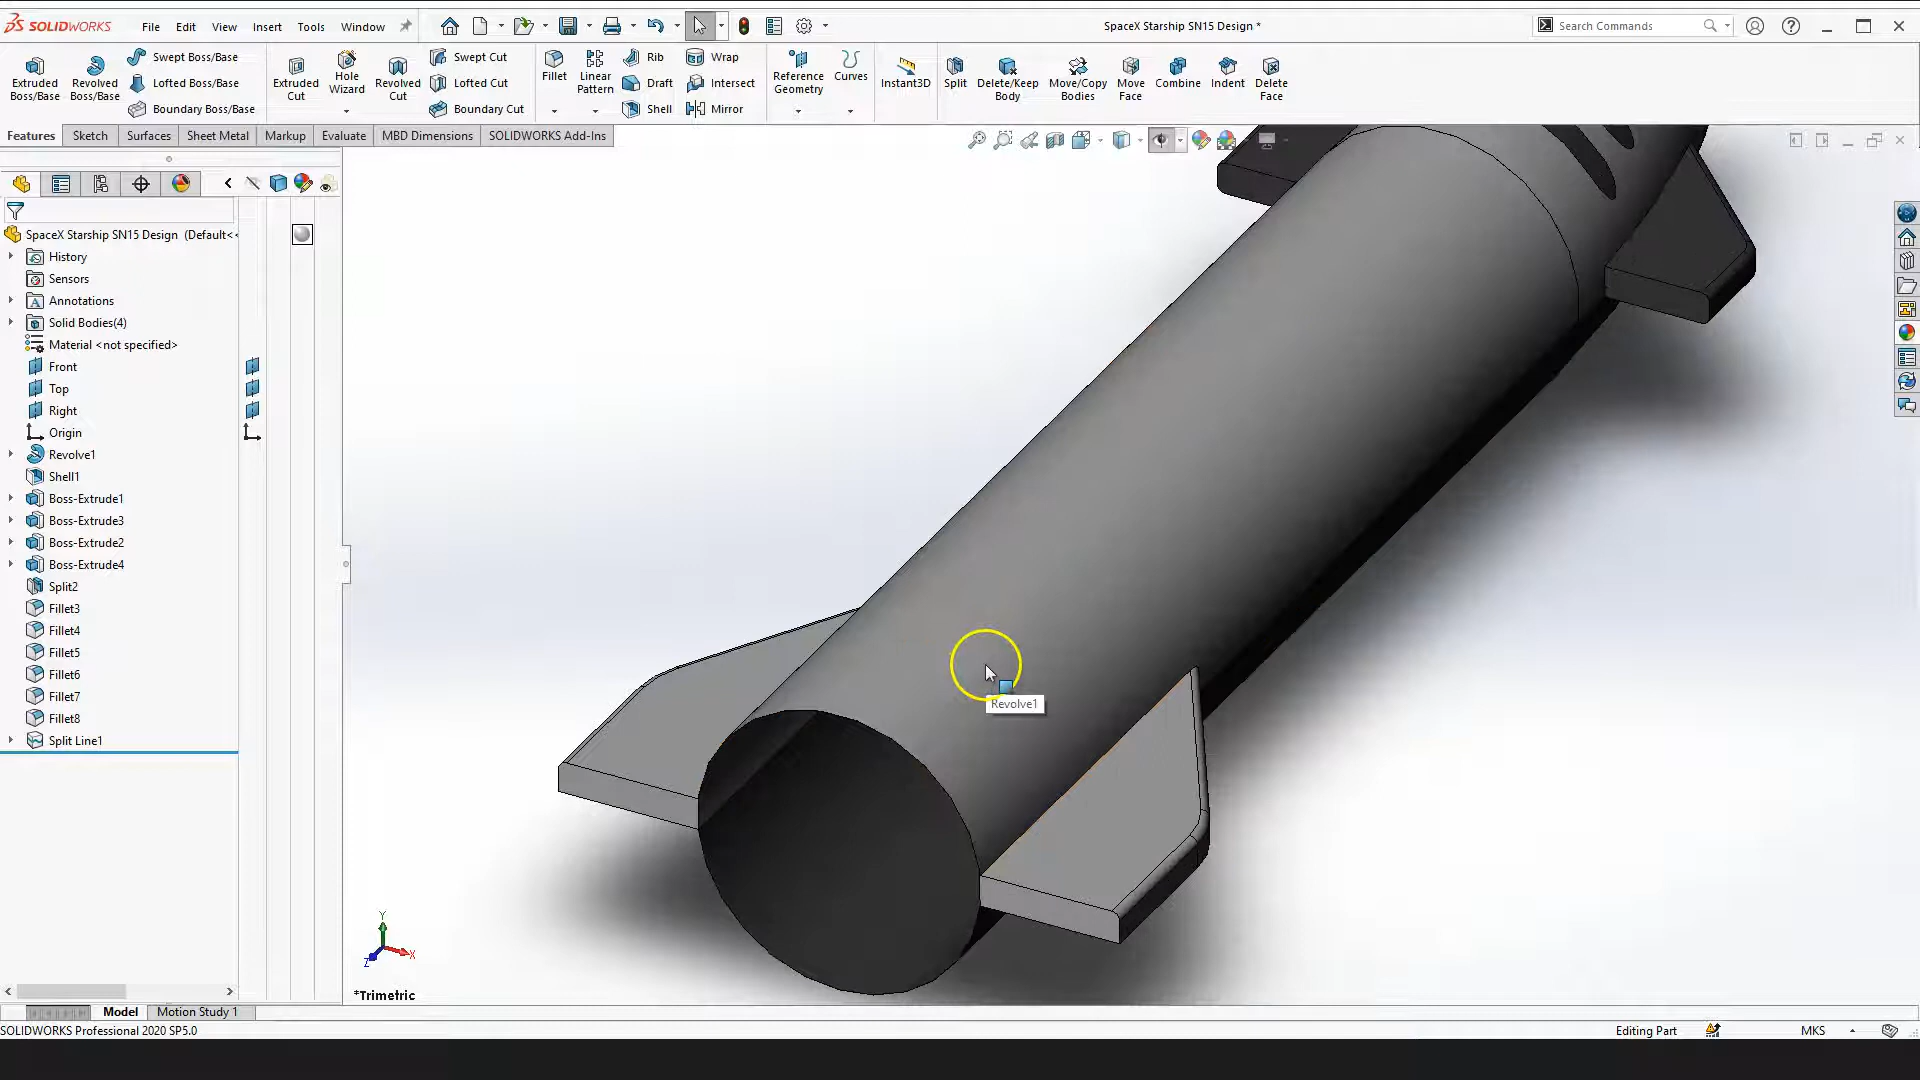 SOLIDWORKS File Edit View Insert Tools Window SpaceX Starship SN15 Design * Search Commands
Extruded Boss/Base
Revolved Boss/Base
Swept Boss/Base
Lofted Boss/Base
Boundary Boss/Base
Extruded Cut
Hole Wizard
Revolved Cut
Swept Cut
Lofted Cut
Boundary Cut
Fillet
Linear Pattern
Rib
Draft
Shell
Wrap
Intersect
Mirror
Reference Geometry
Curves
Instant3D
Split
Delete/Keep Body
Move/Copy Bodies
Move Face
Combine
Indent
Delete Face
Features Sketch Surfaces Sheet Metal Markup Evaluate MBD Dimensions SOLIDWORKS Add-Ins
SpaceX Starship SN15 Design (Default<
History
Sensors
Annotations
Solid Bodies(4)
Material <not specified>
Front
Top
Right
Origin
Revolve1
Shell1
Boss-Extrude1
Boss-Extrude3
Boss-Extrude2
Boss-Extrude4
Split2
Fillet3
Fillet4
Fillet5
Fillet6
Fillet7
Fillet8
Split Line1
Revolve1
Y
X
Z
*Trimetric
Model Motion Study 1
SOLIDWORKS Professional 2020 SP5.0 Editing Part MKS